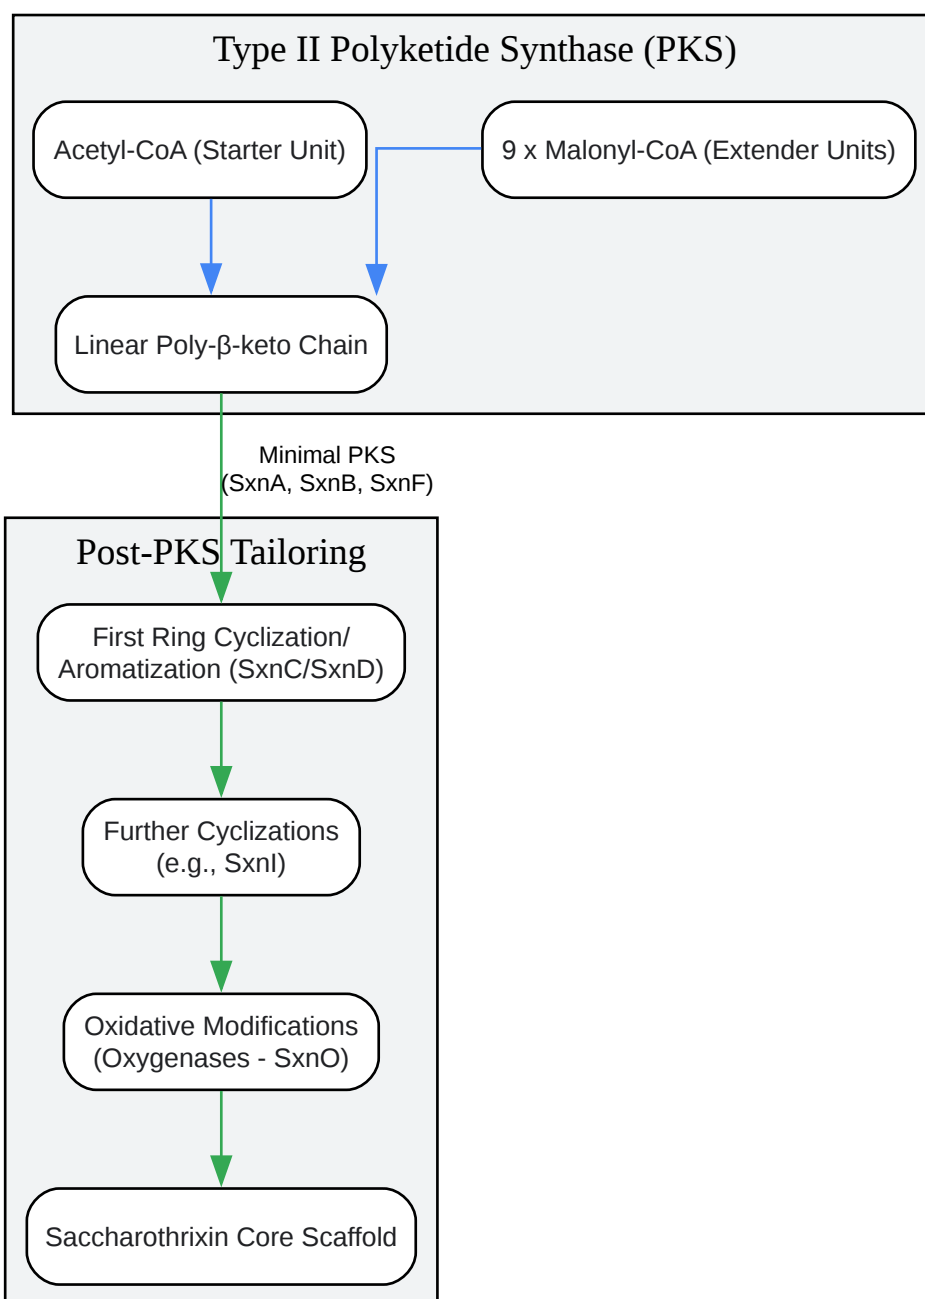 Type II Polyketide Synthase (PKS)
Acetyl-CoA (Starter Unit)
9 x Malonyl-CoA (Extender Units)
Linear Poly-β-keto Chain
Minimal PKS
(SxnA, SxnB, SxnF)
Post-PKS Tailoring
First Ring Cyclization/
Aromatization (SxnC/SxnD)
Further Cyclizations
(e.g., SxnI)
Oxidative Modifications
(Oxygenases - SxnO)
Saccharothrixin Core Scaffold